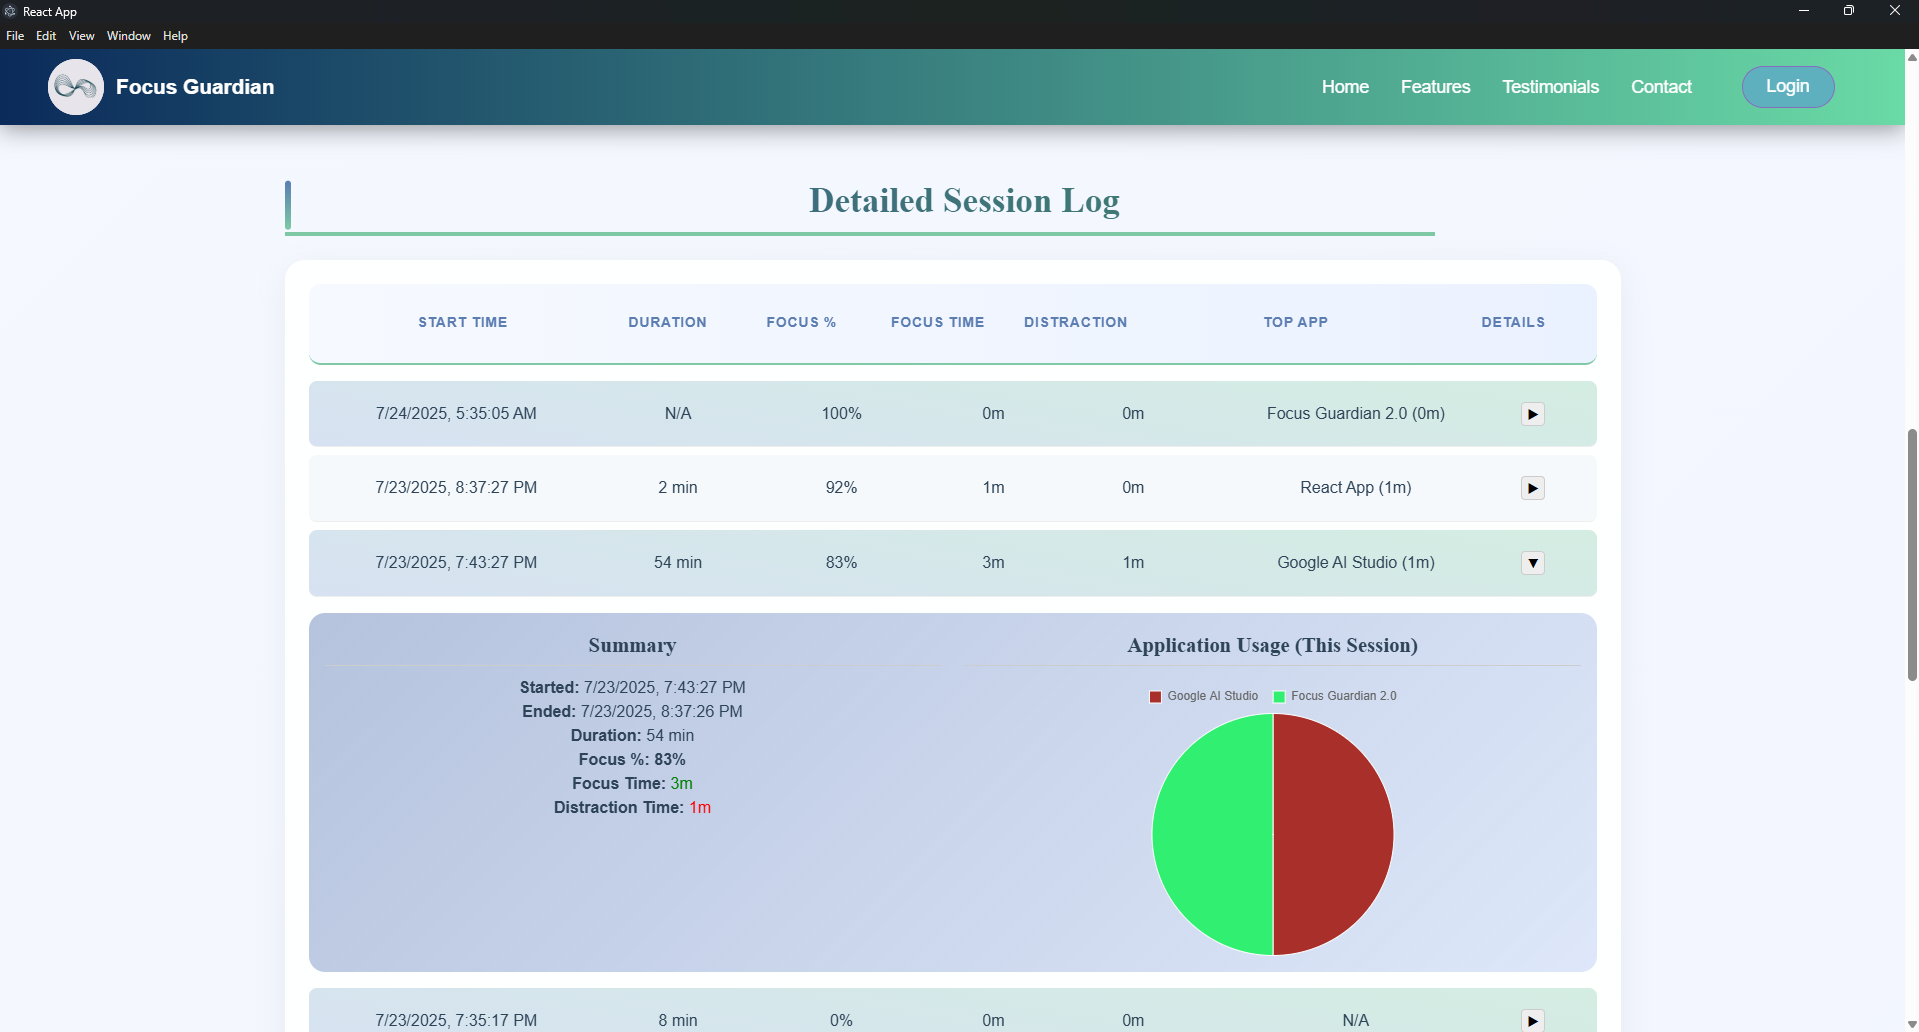 React App
File Edit View Window Help
Focus Guardian
Home Features Testimonials Contact Login
Detailed Session Log
START TIME DURATION FOCUS % FOCUS TIME DISTRACTION TOP APP DETAILS
7/24/2025, 5:35:05 AM N/A 100% 0m 0m Focus Guardian 2.0 (0m)
7/23/2025, 8:37:27 PM 2 min 92% 1m 0m React App (1m)
7/23/2025, 7:43:27 PM 54 min 83% 3m 1m Google AI Studio (1m)
Summary
Started: 7/23/2025, 7:43:27 PM
Ended: 7/23/2025, 8:37:26 PM
Duration: 54 min
Focus %: 83%
Focus Time: 3m
Distraction Time: 1m
Application Usage (This Session)
Google AI Studio Focus Guardian 2.0
7/23/2025, 7:35:17 PM 8 min 0% 0m 0m N/A